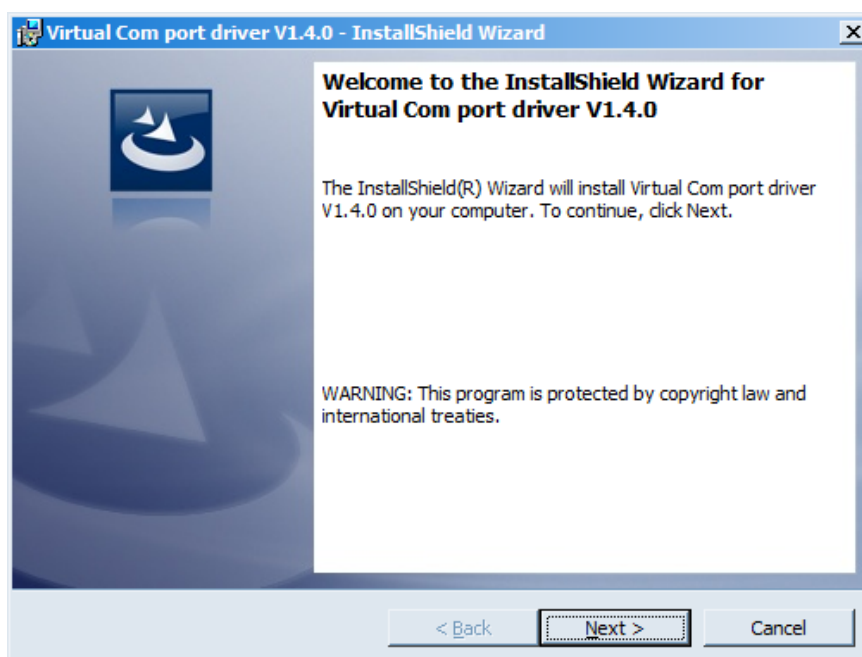 Virtual Com port driver V1.4.0 - InstallShield Wizard
Welcome to the InstallShield Wizard for
Virtual Com port driver V1.4.0
The InstallShield(R) Wizard will install Virtual Com port driver
V1.4.0 on your computer. To continue, click Next.
WARNING: This program is protected by copyright law and
international treaties.
< Back Next > Cancel